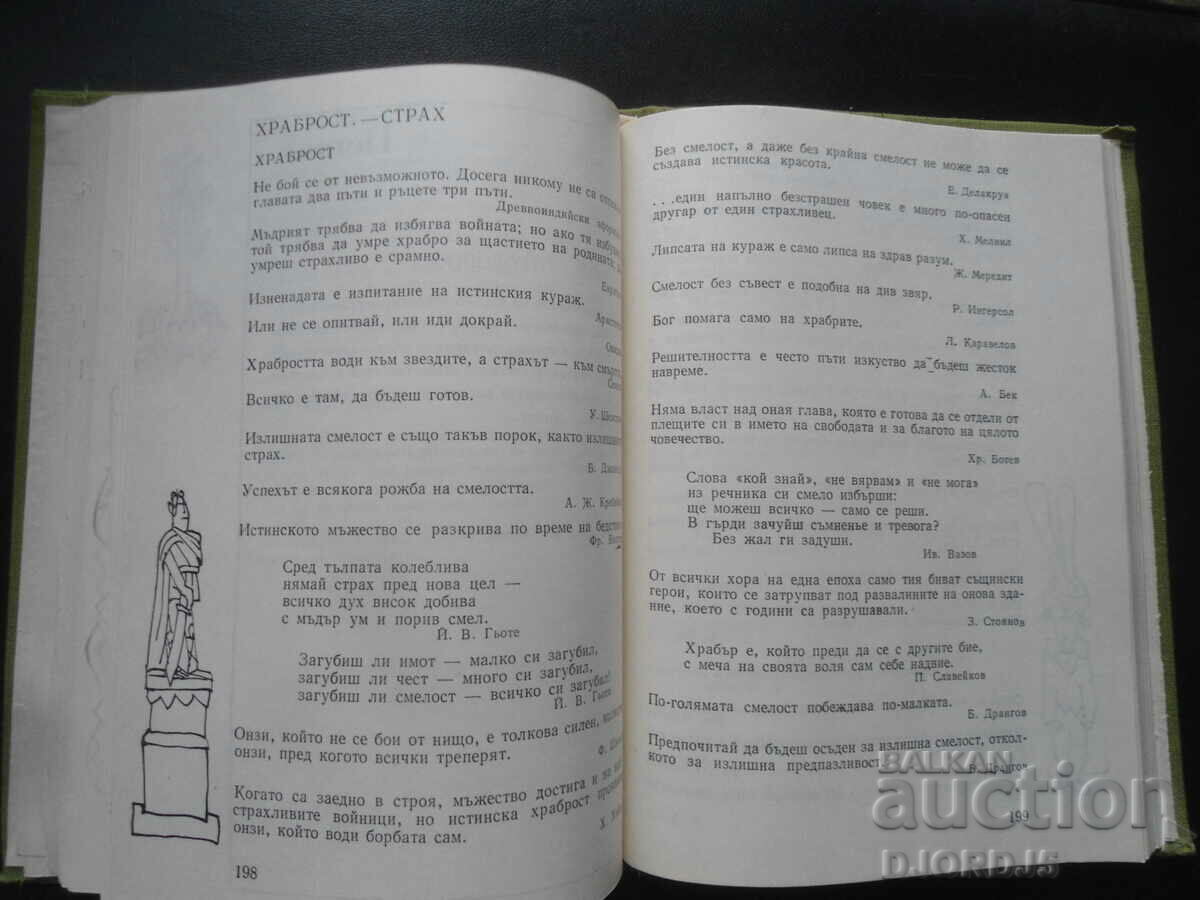 ХРАБРОСТ. — СТРАХ
ХРАБРОСТ
Не бой се от невъзможното. Досега никому не са
главата два пъти и ръцете три пъти.
Древноиндийски
Мъдрият трябва да избягва войната; но ако тя
той трябва да умре храбро за щастието на родината;
умреш страхливо е срамно.
Изненадата е изпитание на истинския кураж.
Или не се опитвай, или иди докрай.
Храбростта води към звездите, а страхът — към
Всичко е там, да бъдеш готов.
У.
Излишната смелост е също такъв порок, както
страх.
Б.
Успехът е всякога рожба на смелостта.
А. Ж.
Истинското мъжество се разкрива по време на
Фр.
Сред тълпата колеблива
нямай страх пред нова цел —
всичко дух висок добива
с мъдър ум и порив смел.
Й. В. Гьоте
Загубиш ли имот — малко си загубил,
загубиш ли чест — много си загубил,
загубиш ли смелост — всичко си загубил!
Й. В. Гьоте
Онзи, който не се бои от нищо, е толкова силен,
онзи, пред когото всички треперят.
Ф.
Когато са заедно в строя, мъжество достига и на
страхливите войници, но истинска храброст
онзи, който води борбата сам.
Х.
198
Без смелост, а даже без крайна смелост не може да се
създава истинска красота.
Е. Делакруа
. . .един напълно безстрашен човек е много по-опасен
другар от един страхливец.
Х. Мелвил
Липсата на кураж е само липса на здрав разум.
Ж. Мередит
Смелост без съвест е подобна на див звяр.
Р. Ингерсол
Бог помага само на храбрите.
Л. Каравелов
Решителността е често пъти изкуство да бъдеш жесток
навреме.
А. Бек
Няма власт над оная глава, която е готова да се отдели от
плещите си в името на свободата и за благото на цялото
човечество.
Хр. Ботев
Слова «кой знай», «не вярвам» и «не мога»
из речника си смело избърши:
ще можеш всичко — само се реши.
В гърди зачуйш съмненье и тревога?
Без жал ги задуши.
Ив. Вазов
От всички хора на една епоха само тия биват същински
герои, които се затрупват под развалините на онова зда-
ние, което с години са разрушавали.
З. Стоянов
Храбър е, който преди да се с другите бие,
с меча на своята воля сам себе надвие.
П. Славейков
По-голямата смелост побеждава по-малката.
Б. Дрангов
Предпочитай да бъдеш осъден за излишна смелост, откол-
кото за излишна предпазливост.
Б. Дрангов
199
BALKAN
auction
DJORDJ5